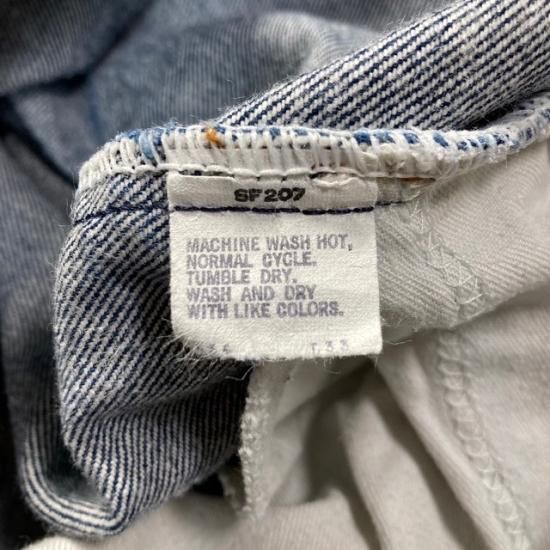 SF207
MACHINE WASH HOT,
NORMAL CYCLE.
TUMBLE DRY.
WASH AND DRY
WITH LIKE COLORS.